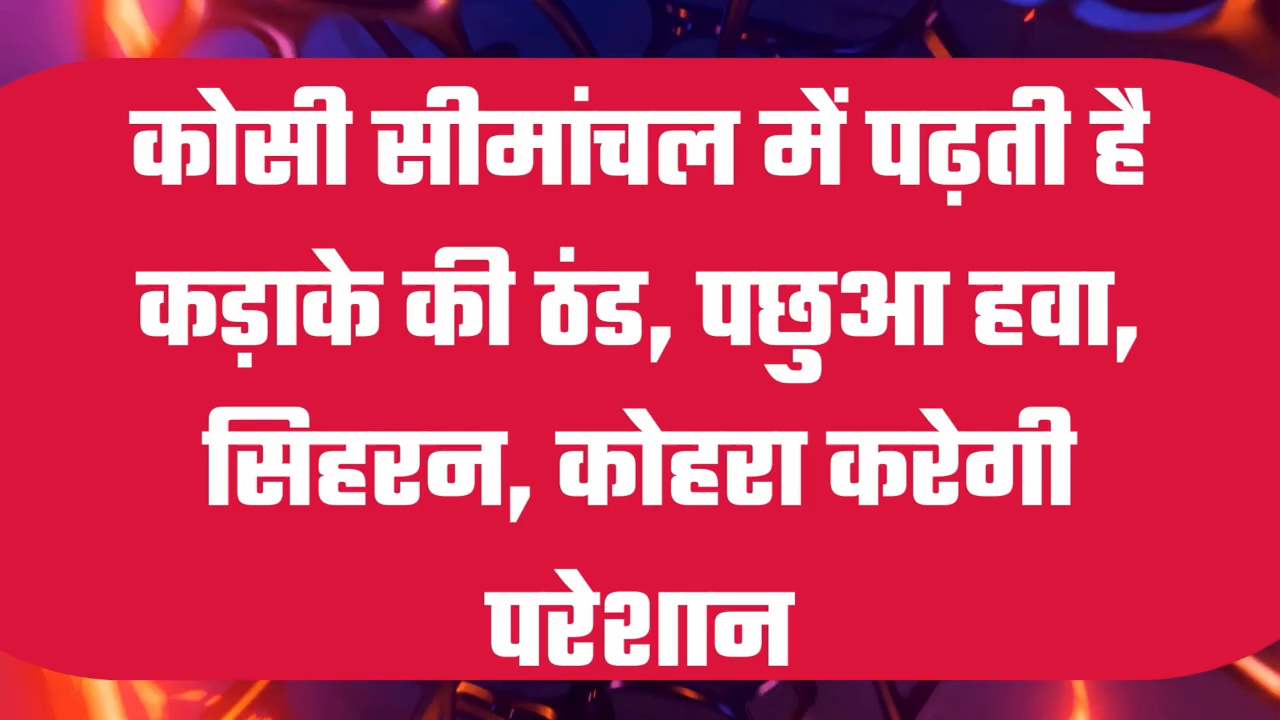 कोसी सीमांचल में पढ़ती है
कड़ाके की ठंड, पछुआ हवा,
सिहरन, कोहरा करेगी
परेशान